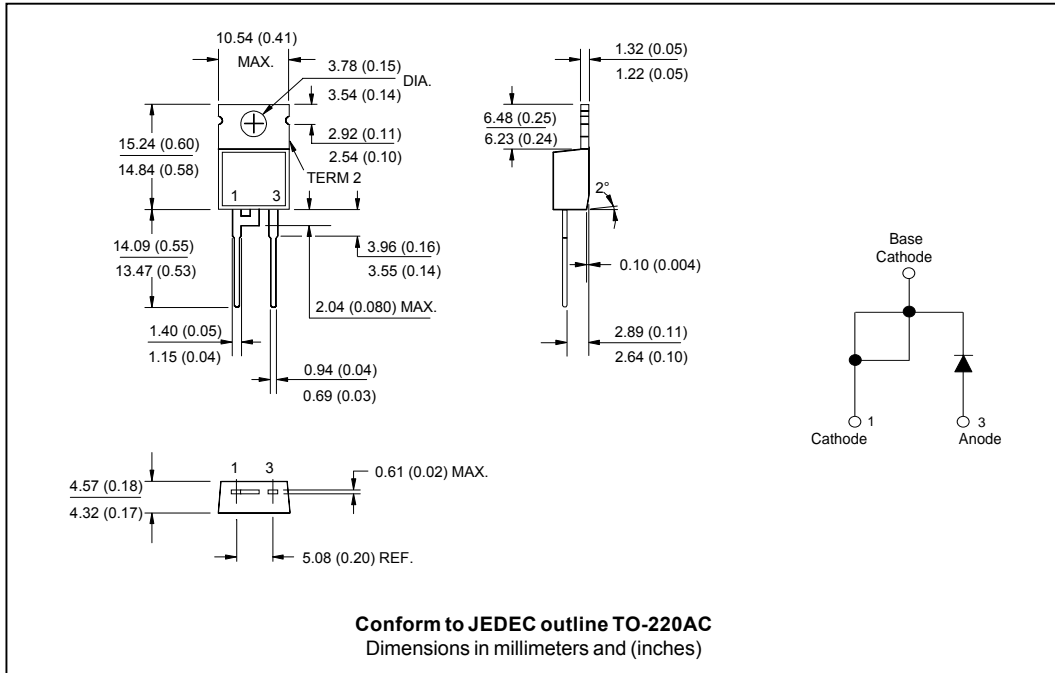 10.54 (0.41)
MAX.
3.78 (0.15)
3.54 (0.14)
DIA.
2.92 (0.11)
2.54 (0.10)
TERM 2
15.24 (0.60)
14.84 (0.58)
1 3
14.09 (0.55)
13.47 (0.53)
3.96 (0.16)
3.55 (0.14)
2.04 (0.080) MAX.
1.40 (0.05)
1.15 (0.04)
0.94 (0.04)
0.69 (0.03)
1.32 (0.05)
1.22 (0.05)
6.48 (0.25)
6.23 (0.24)
2°
0.10 (0.004)
2.89 (0.11)
2.64 (0.10)
Base
Cathode
1 3
Cathode Anode
1 3
0.61 (0.02) MAX.
4.57 (0.18)
4.32 (0.17)
5.08 (0.20) REF.
Conform to JEDEC outline TO-220AC
Dimensions in millimeters and (inches)